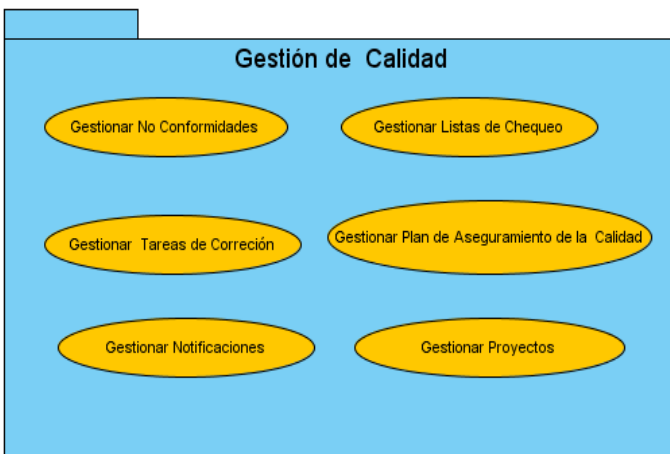 Gestión de Calidad
Gestionar No Conformidades
Gestionar Listas de Chequeo
Gestionar Tareas de Correción
Gestionar Plan de Aseguramiento de la Calidad
Gestionar Notificaciones
Gestionar Proyectos